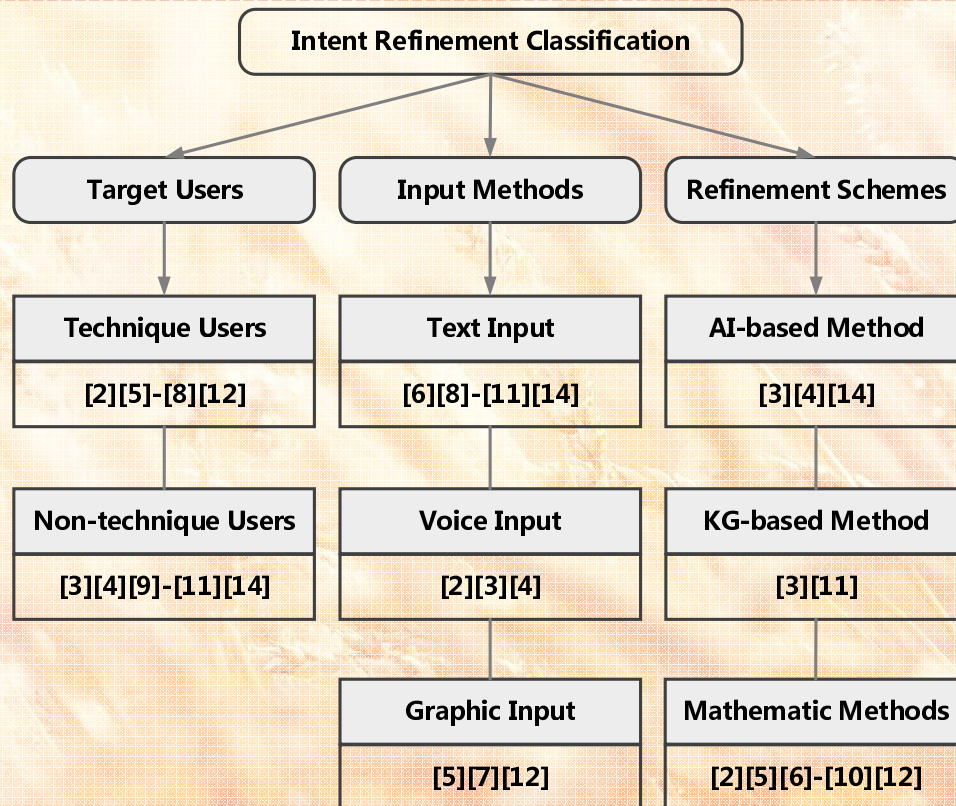 Intent Refinement Classification
Target Users
Input Methods
Refinement Schemes
Technique Users
Text Input
AI-based Method
[2][5]-[8][12]
[6][8]-[11][14]
[3][4][14]
Non-technique Users
Voice Input
KG-based Method
[3][4][9]-[11][14]
[2][3][4]
[3][11]
Graphic Input
Mathematic Methods
[5][7][12]
[2][5][6]-[10][12]